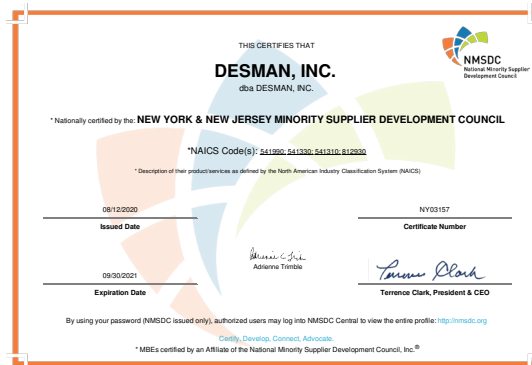 THIS CERTIFIES THAT
NMSDC
National Minority Supplier
Development Council
DESMAN, INC.
dba DESMAN, INC.
* Nationally certified by the: NEW YORK & NEW JERSEY MINORITY SUPPLIER DEVELOPMENT COUNCIL
*NAICS Code(s): 541990; 541330; 541310; 812930
* Description of their product/services as defined by the North American Industry Classification System (NAICS)
08/12/2020
Issued Date
NY03157
Certificate Number
Adrienne Trimble
09/30/2021
Expiration Date
Terrence Clark
Terrence Clark, President & CEO
By using your password (NMSDC issued only), authorized users may log into NMSDC Central to view the entire profile: http://nmsdc.org
Certify, Develop, Connect, Advocate.
* MBEs certified by an Affiliate of the National Minority Supplier Development Council, Inc.®